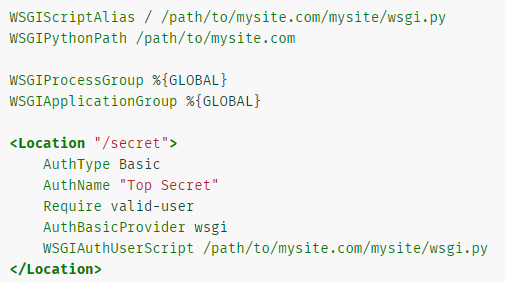 WSGIScriptAlias / /path/to/mysite.com/mysite/wsgi.py
WSGIPythonPath /path/to/mysite.com

WSGIProcessGroup %{GLOBAL}
WSGIApplicationGroup %{GLOBAL}

<Location "/secret">
    AuthType Basic
    AuthName "Top Secret"
    Require valid-user
    AuthBasicProvider wsgi
    WSGIAuthUserScript /path/to/mysite.com/mysite/wsgi.py
</Location>